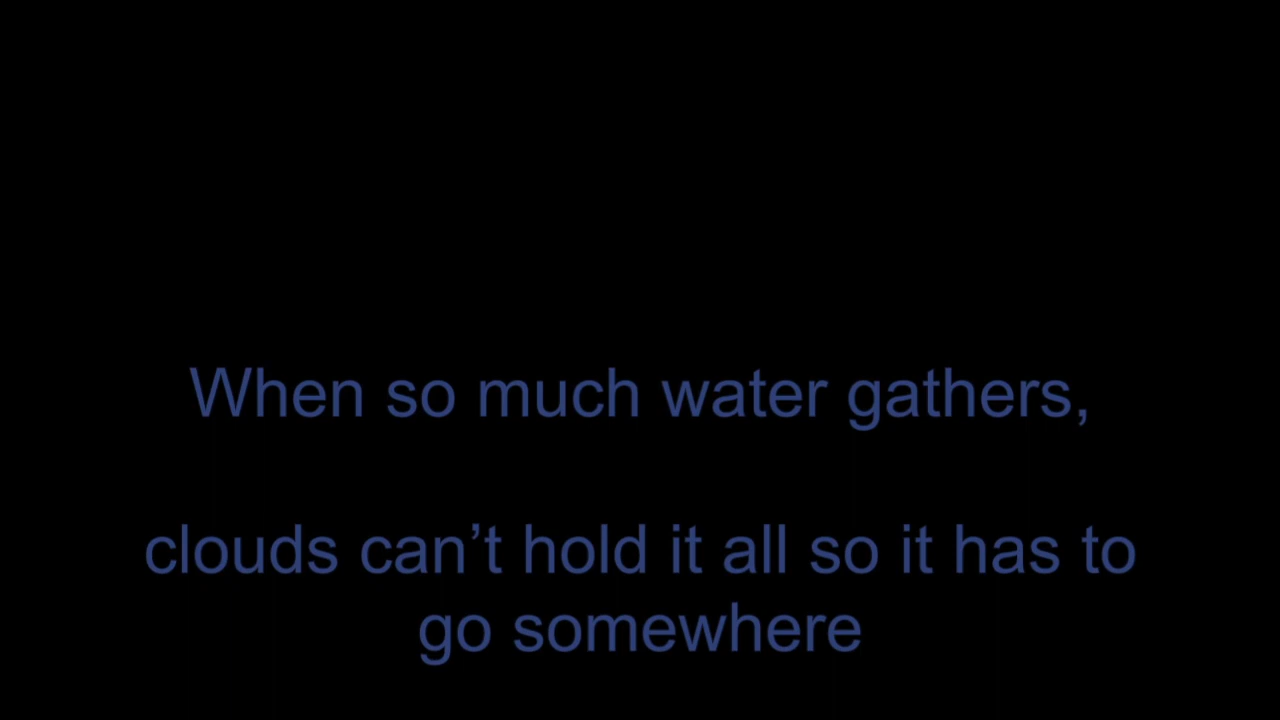 When so much water gathers,
clouds can’t hold it all so it has to
go somewhere